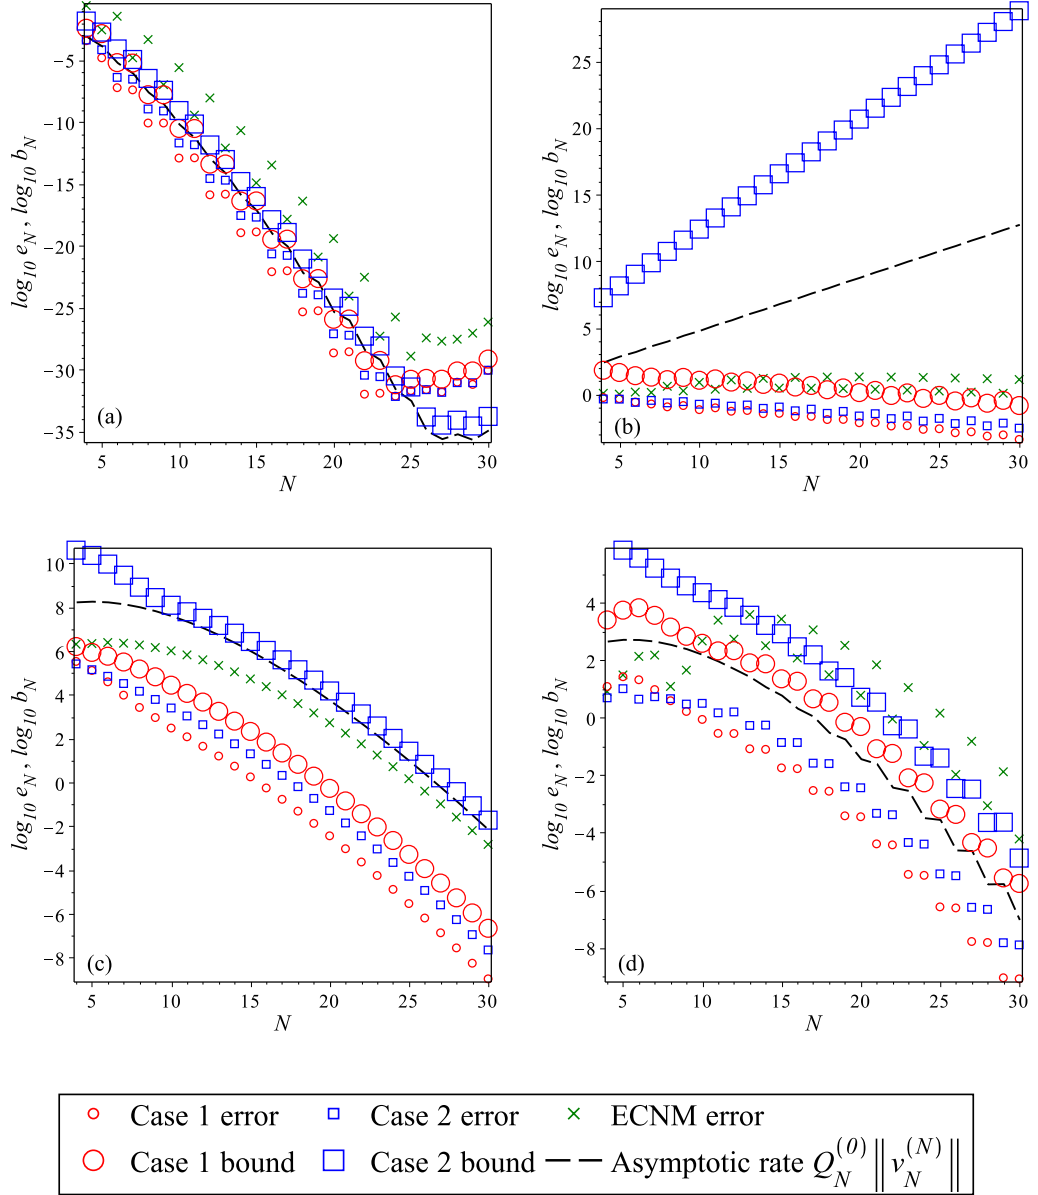 log10 eN , log10 bN
−5
−10
−15
−20
−25
−30
−35
(a)
5 10 15 20 25 30
N
log10 eN , log10 bN
25
20
15
10
5
0
(b)
5 10 15 20 25 30
N
log10 eN , log10 bN
10
8
6
4
2
0
−2
−4
−6
−8
(c)
5 10 15 20 25 30
N
log10 eN , log10 bN
4
2
0
−2
−4
−6
−8
(d)
5 10 15 20 25 30
N
Case 1 error Case 2 error ECNM error
Case 1 bound Case 2 bound Asymptotic rate Q_N^(0) ‖ v_N^(N) ‖